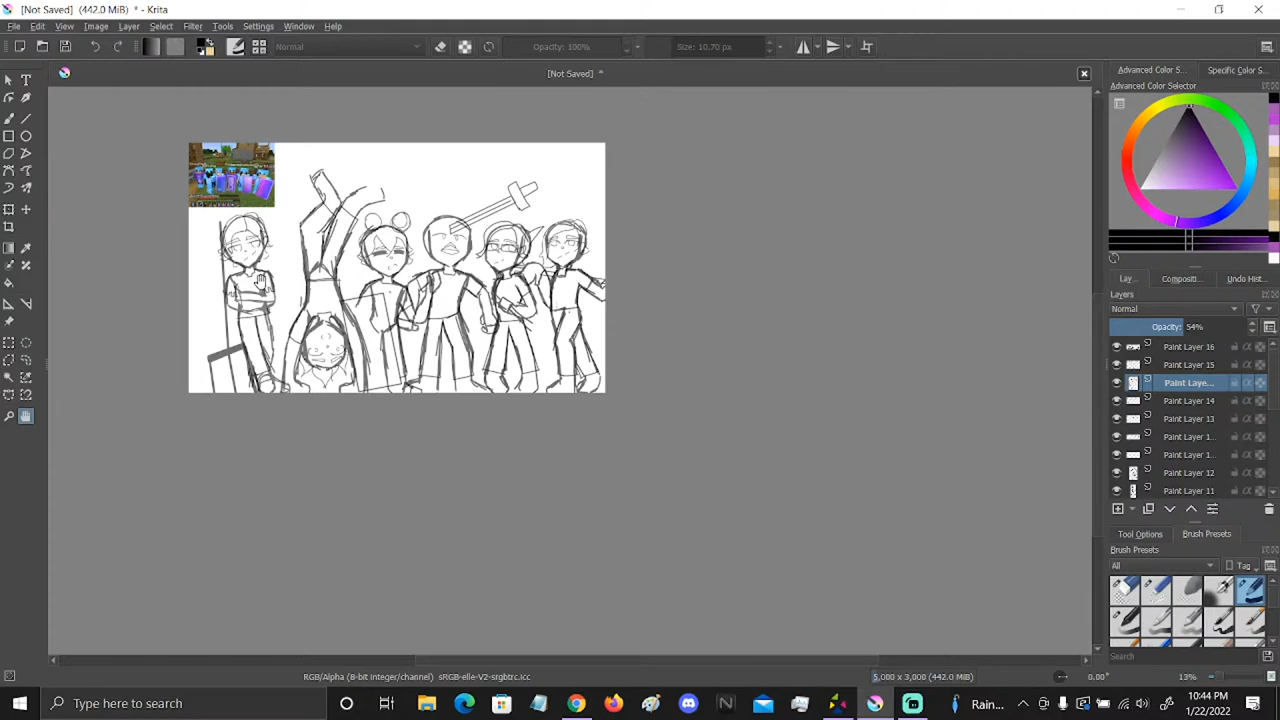 [Not Saved] (442.0 MiB) * - Krita
File Edit View Image Layer Select Filter Tools Settings Window Help
Normal Opacity: 100% Size: 10.70 px
[Not Saved] *
Advanced Color S... Specific Color S...
Advanced Color Selector
Lay... Compositi... Undo Hist...
Layers
Normal
Opacity: 54%
Paint Layer 16
Paint Layer 15
Paint Laye...
Paint Layer 14
Paint Layer 13
Paint Layer 1...
Paint Layer 1...
Paint Layer 12
Paint Layer 11
Tool Options Brush Presets
Brush Presets
All Tag
Search
RGB/Alpha (8-bit integer/channel) sRGB-elle-V2-srgbtrc.icc 5,000 x 3,000 (442.0 MiB) 0.00° 13%
Type here to search Rain... 10:44 PM
1/22/2022